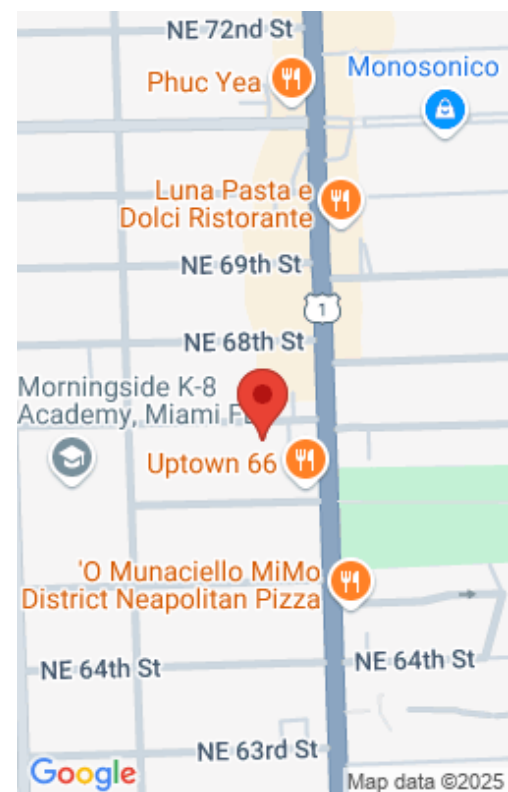 NE 72nd St
Phuc Yea
Monosonico
Luna Pasta e
Dolci Ristorante
NE 69th St
1
NE 68th St
Morningside K-8
Academy, Miami F
Uptown 66
'O Munaciello MiMo
District Neapolitan Pizza
NE 64th St
NE 64th St
NE 63rd St
Google
Map data ©2025